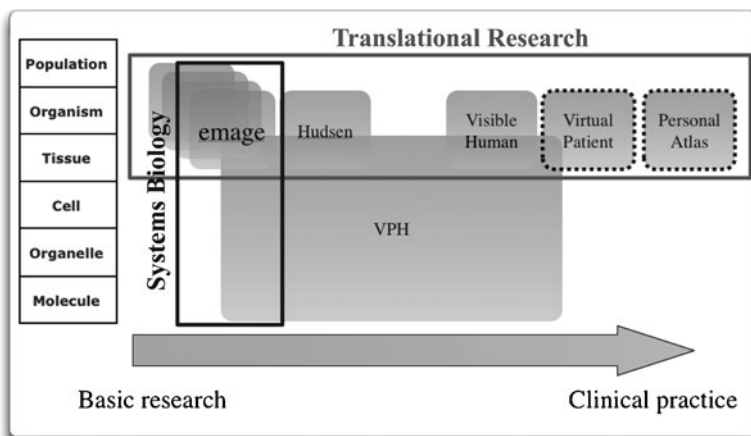 Translational Research
Population
Organism
Tissue
Cell
Organelle
Molecule
Systems Biology
emage
Hudsen
Visible
Human
Virtual
Patient
Personal
Atlas
VPH
Basic research
Clinical practice